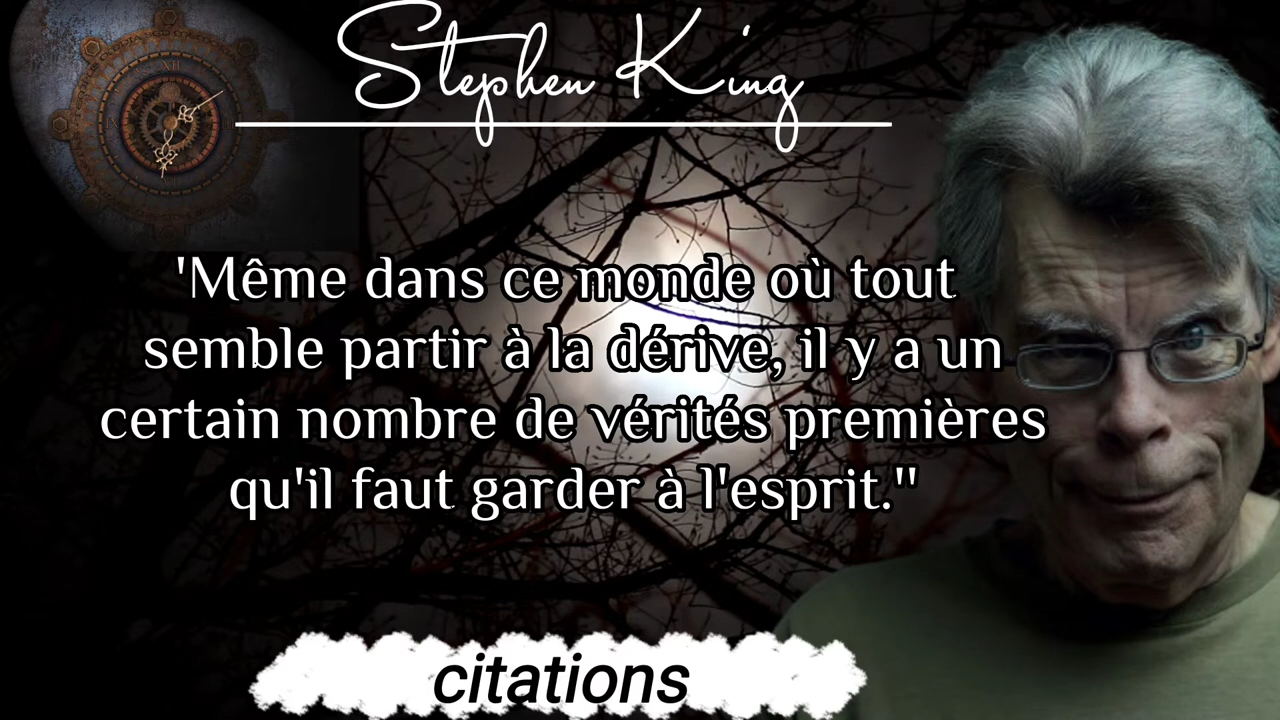 Stephen King
'Même dans ce monde où tout
semble partir à la dérive, il y a un
certain nombre de vérités premières
qu'il faut garder à l'esprit.''
citations